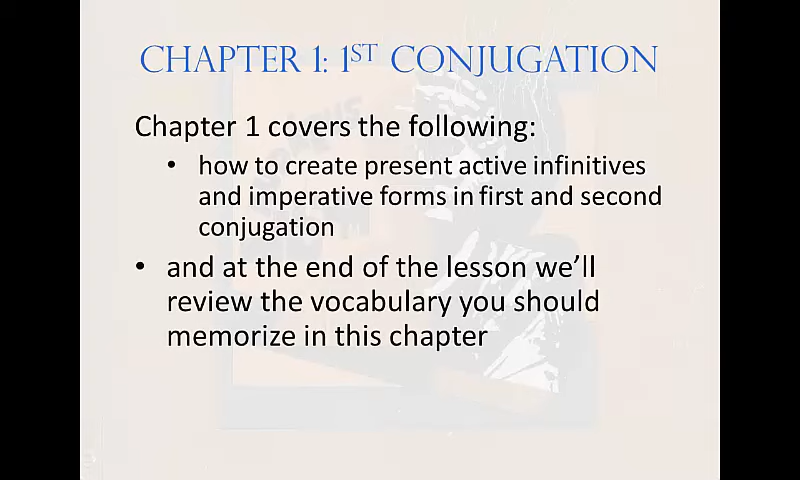 CHAPTER 1: 1ST CONJUGATION
Chapter 1 covers the following:
• how to create present active infinitives
and imperative forms in first and second
conjugation
• and at the end of the lesson we’ll
review the vocabulary you should
memorize in this chapter